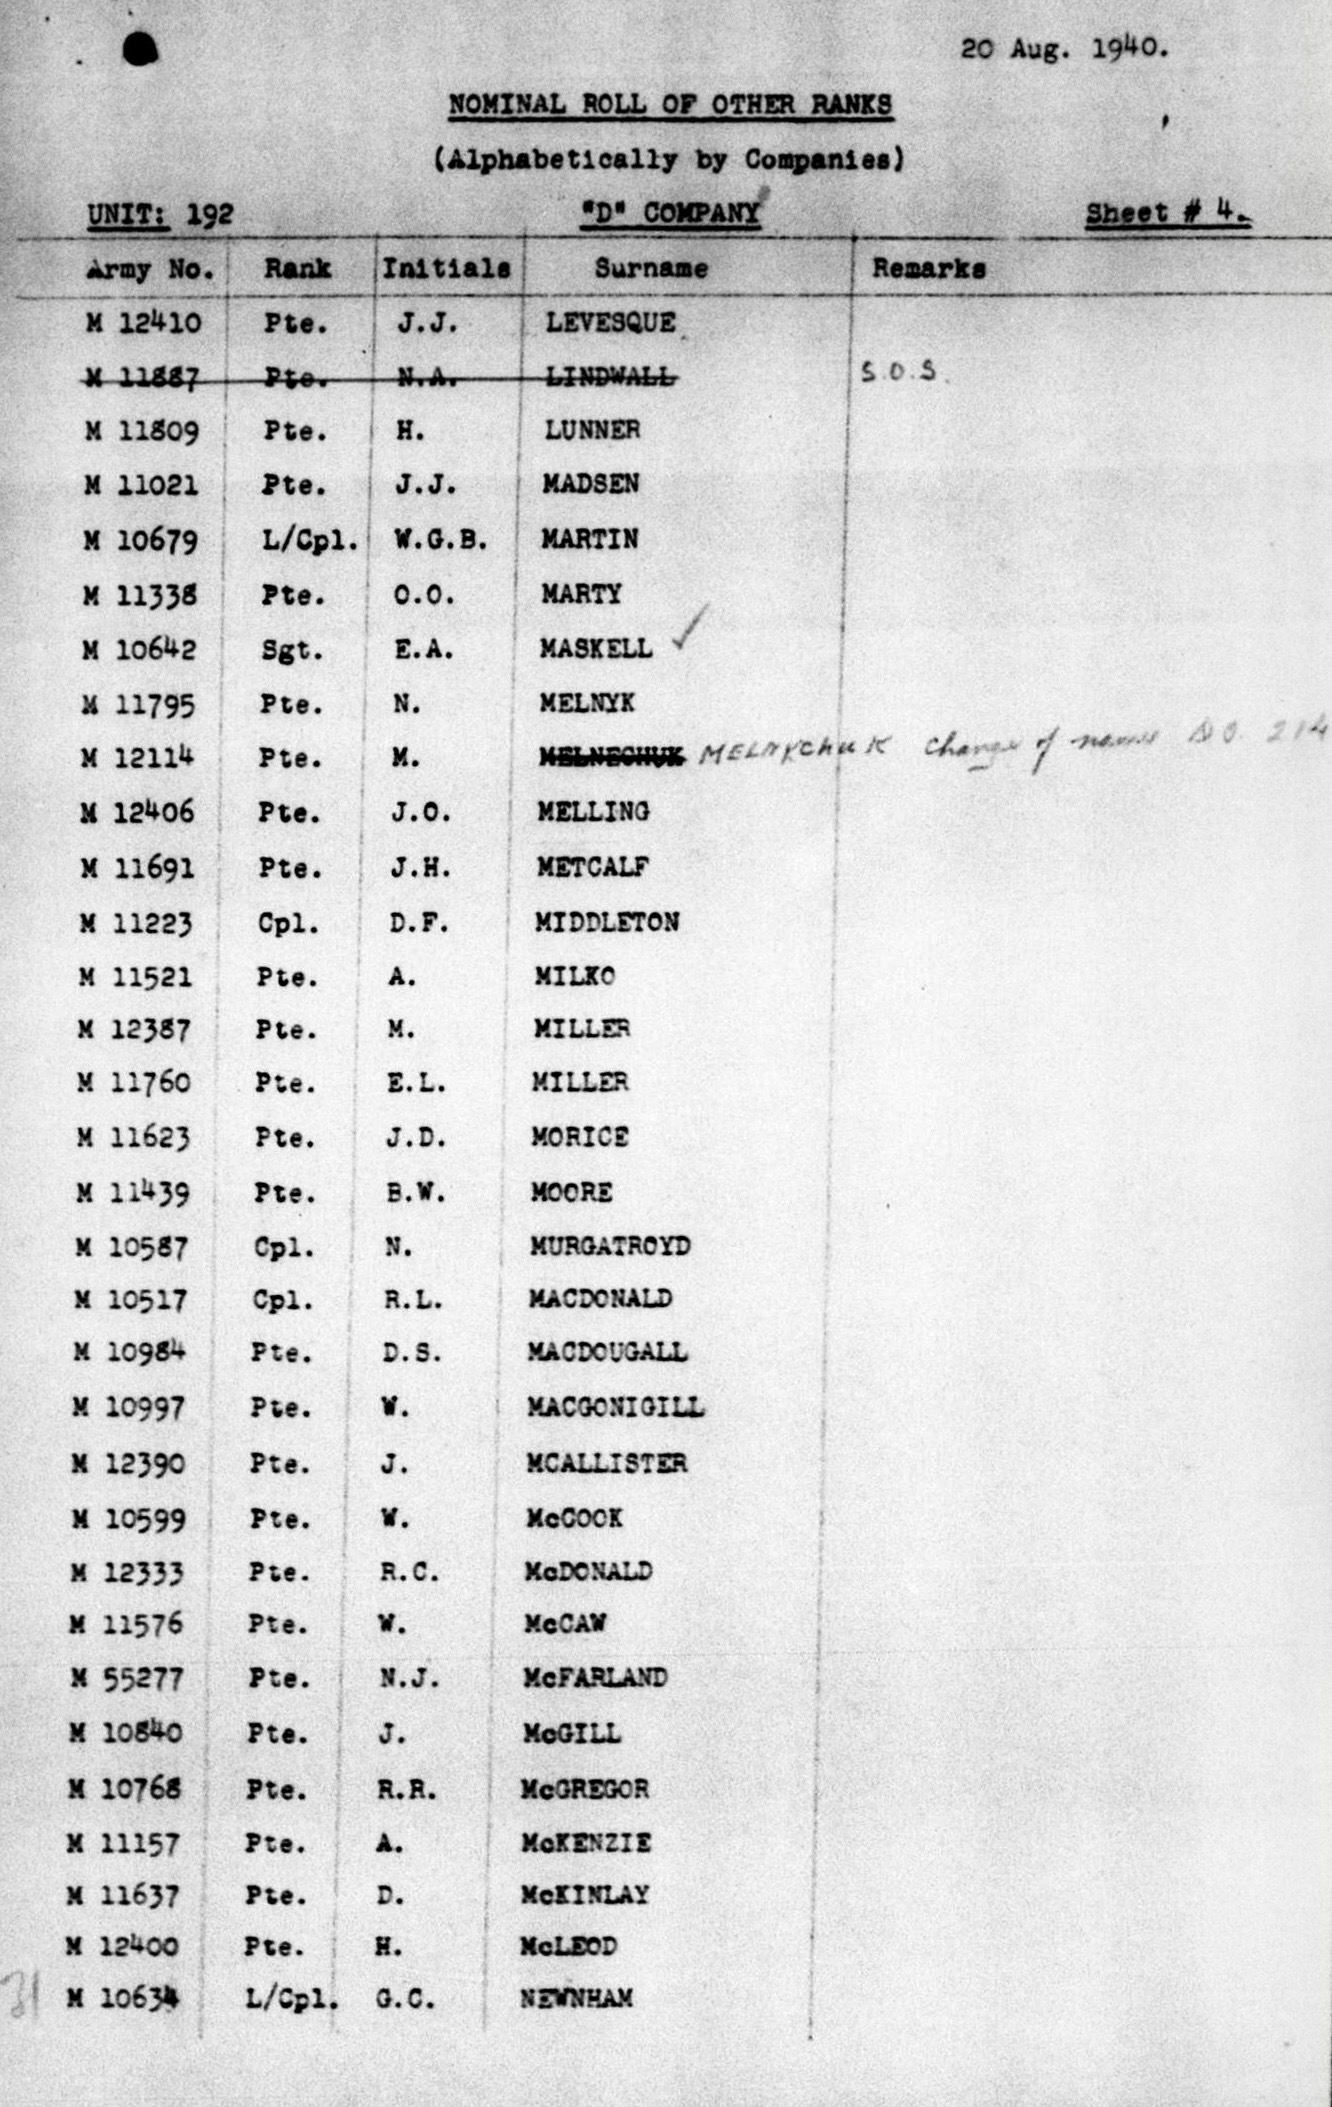 20 Aug. 1940.
NOMINAL ROLL OF OTHER RANKS
(Alphabetically by Companies)
UNIT: 192 "D" COMPANY Sheet # 4.
Army No. Rank Initials Surname Remarks
M 12410 Pte. J.J. LEVESQUE
M 11887 Pte. N.A. LINDWALL S.O.S.
M 11809 Pte. H. LUNNER
M 11021 Pte. J.J. MADSEN
M 10679 L/Cpl. W.G.B. MARTIN
M 11338 Pte. O.O. MARTY
M 10642 Sgt. E.A. MASKELL ✓
M 11795 Pte. N. MELNYK
M 12114 Pte. M. MELNECHUK MELNYCHUK change of name DO. 214
M 12406 Pte. J.O. MELLING
M 11691 Pte. J.H. METCALF
M 11223 Cpl. D.F. MIDDLETON
M 11521 Pte. A. MILKO
M 12387 Pte. M. MILLER
M 11760 Pte. E.L. MILLER
M 11623 Pte. J.D. MORICE
M 11439 Pte. B.W. MOORE
M 10587 Cpl. N. MURGATROYD
M 10517 Cpl. R.L. MACDONALD
M 10984 Pte. D.S. MACDOUGALL
M 10997 Pte. W. MACGONIGILL
M 12390 Pte. J. MCALLISTER
M 10599 Pte. W. McCOOK
M 12333 Pte. R.C. McDONALD
M 11576 Pte. W. McCAW
M 55277 Pte. N.J. McFARLAND
M 10840 Pte. J. McGILL
M 10768 Pte. R.R. McGREGOR
M 11157 Pte. A. McKENZIE
M 11637 Pte. D. McKINLAY
M 12400 Pte. H. McLEOD
31 M 10634 L/Cpl. G.C. NEWNHAM